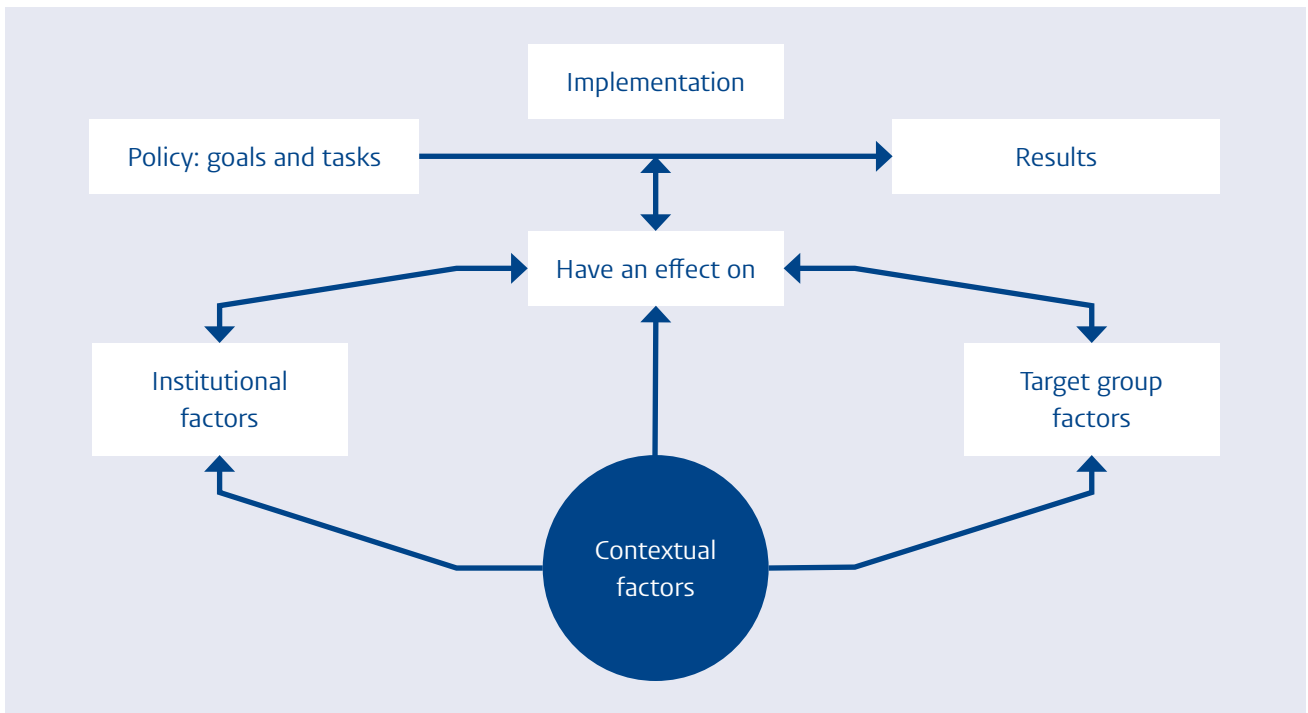 Implementation
Policy: goals and tasks
Results
Have an effect on
Institutional
factors
Target group
factors
Contextual
factors